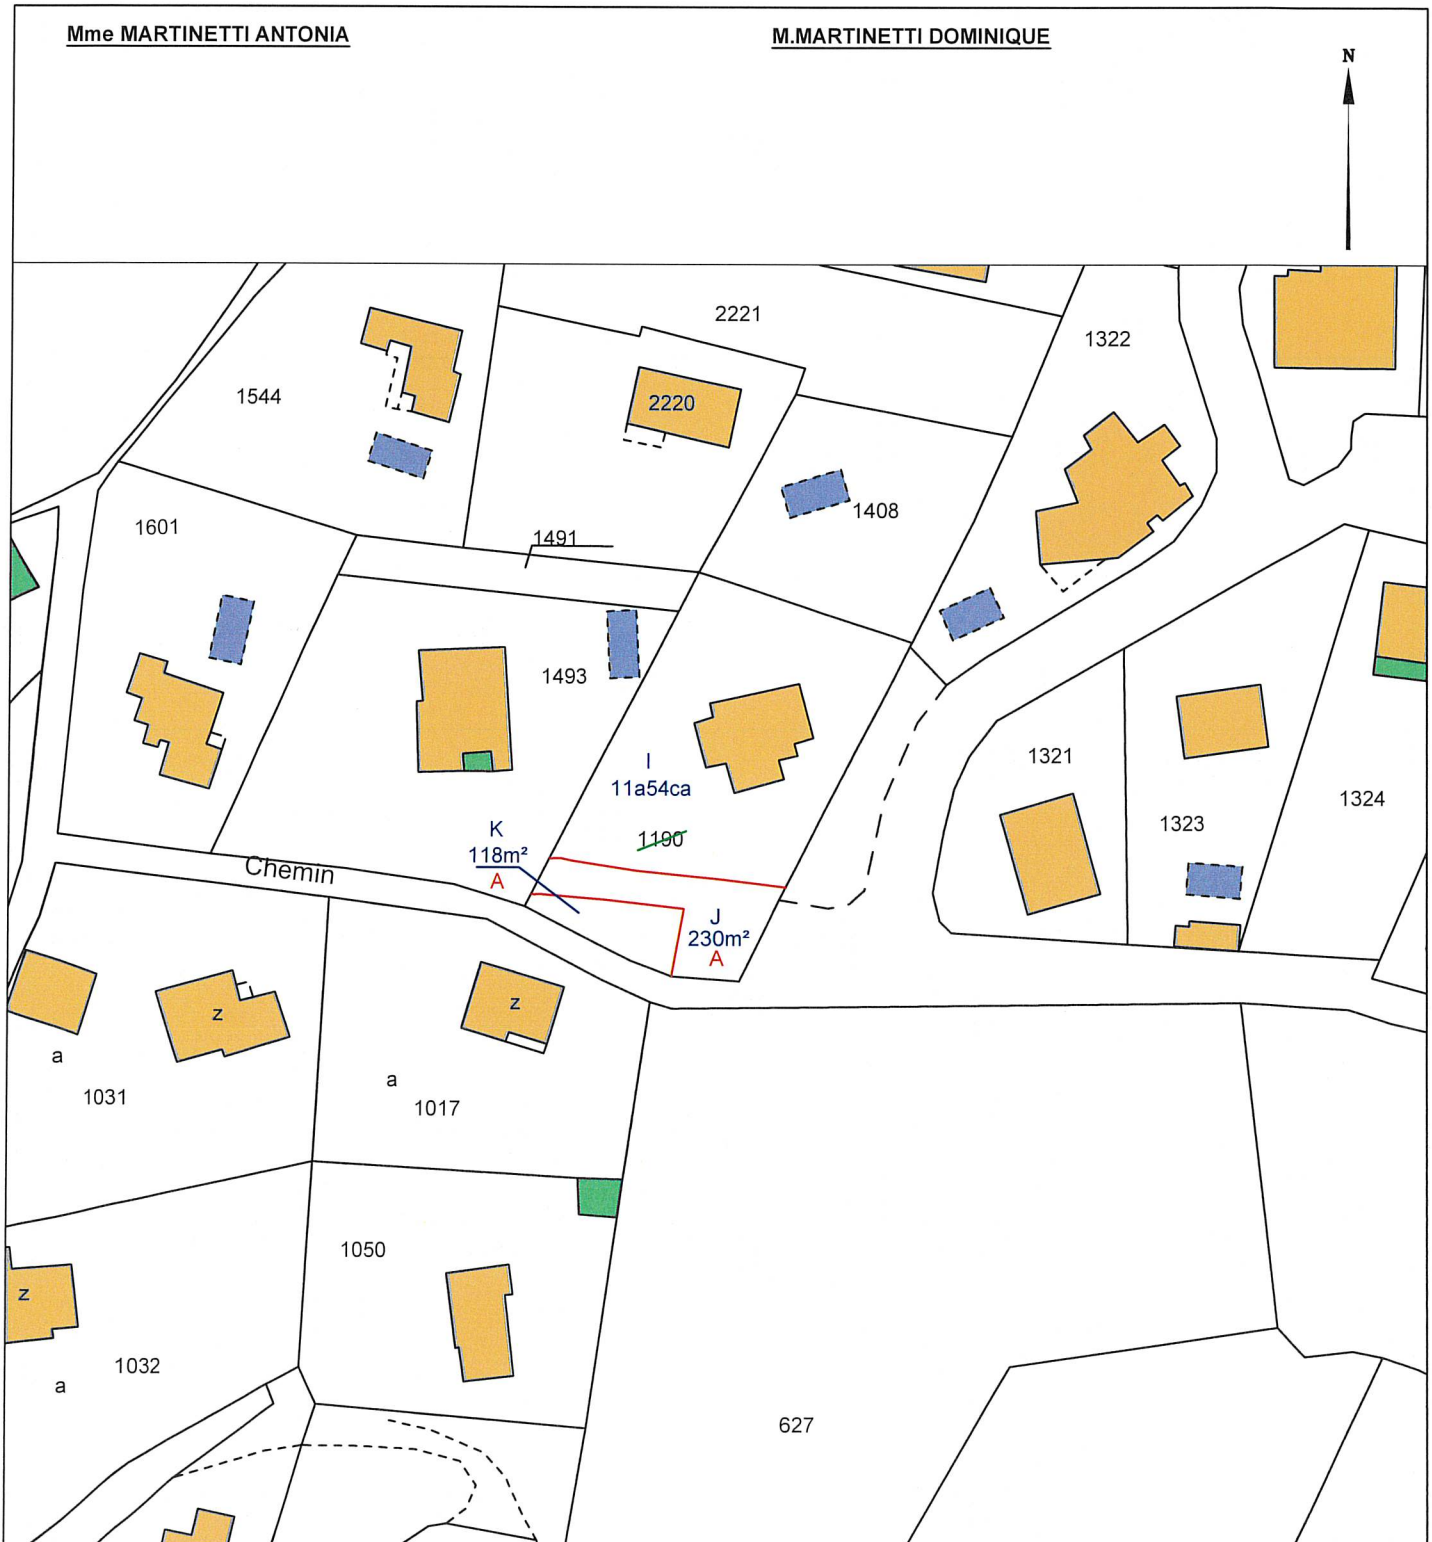 Mme MARTINETTI ANTONIA
M.MARTINETTI DOMINIQUE
N
2221
1322
1544
2220
1408
1601
1491
1493
I
11a54ca
1321
1324
1323
1190
K
118m²
A
Chemin
J
230m²
A
z
z
a
a
1031
1017
1050
z
1032
a
627